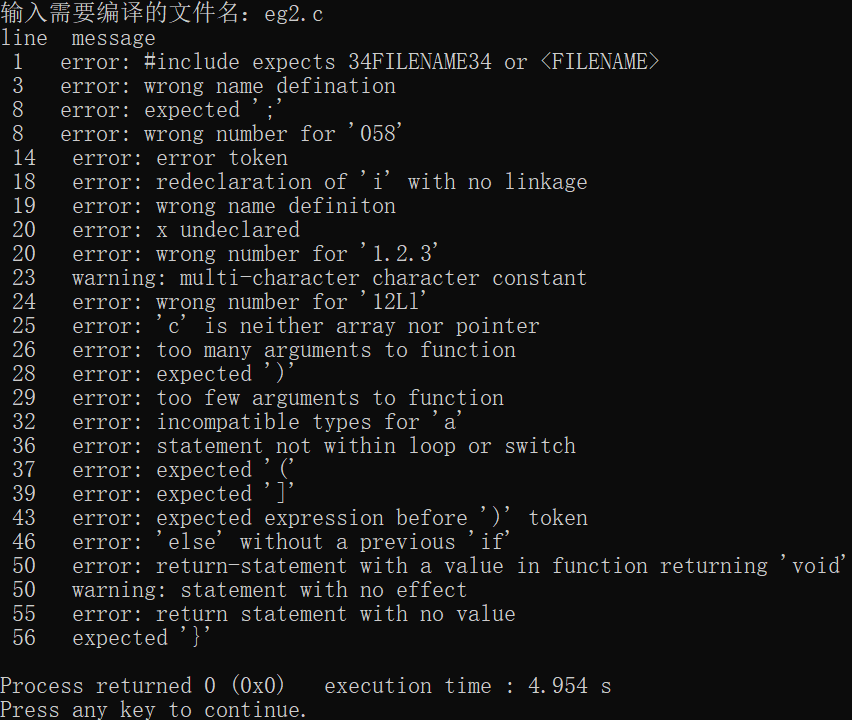 输入需要编译的文件名: eg2.c
line  message
1   error: #include expects 34FILENAME34 or <FILENAME>
3   error: wrong name defination
8   error: expected ';'
8   error: wrong number for '058'
14   error: error token
18   error: redeclaration of 'i' with no linkage
19   error: wrong name definiton
20   error: x undeclared
20   error: wrong number for '1.2.3'
23   warning: multi-character character constant
24   error: wrong number for '12Ll'
25   error: 'c' is neither array nor pointer
26   error: too many arguments to function
28   error: expected ')'
29   error: too few arguments to function
32   error: incompatible types for 'a'
36   error: statement not within loop or switch
37   error: expected '('
39   error: expected ']'
43   error: expected expression before ')' token
46   error: 'else' without a previous 'if'
50   error: return-statement with a value in function returning 'void'
50   warning: statement with no effect
55   error: return statement with no value
56   expected '}'
Process returned 0 (0x0)   execution time : 4.954 s
Press any key to continue.